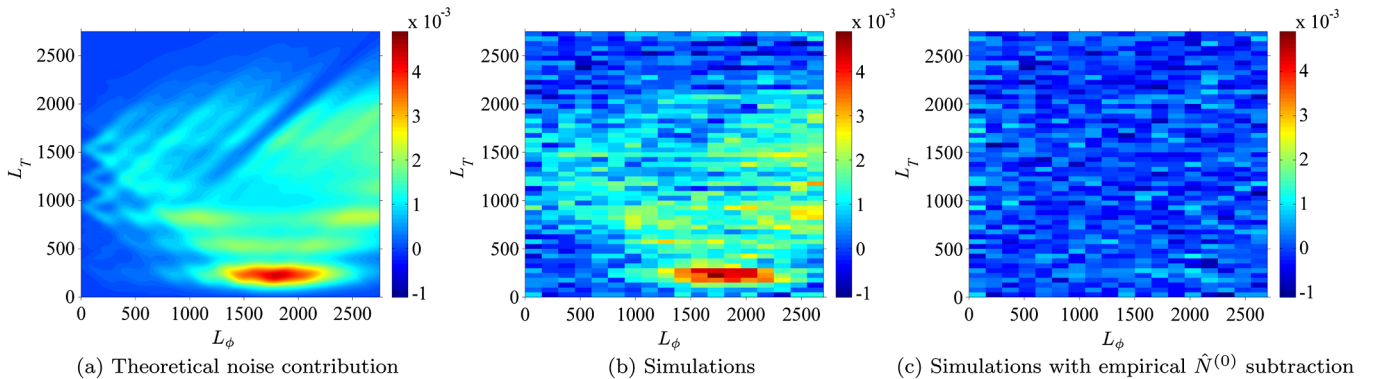 x 10⁻³ x 10⁻³ x 10⁻³
2500 4 2500 4 2500 4
2000 3 2000 3 2000 3
L_T 1500 2 L_T 1500 2 L_T 1500 2
1000 1 1000 1 1000 1
500 0 500 0 500 0
0 -1 0 -1 0 -1
0 500 1000 1500 2000 2500 0 500 1000 1500 2000 2500 0 500 1000 1500 2000 2500
L_ϕ L_ϕ L_ϕ
(a) Theoretical noise contribution (b) Simulations (c) Simulations with empirical N̂⁽⁰⁾ subtraction